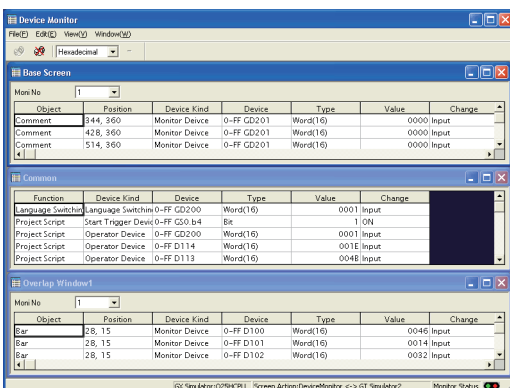 Device Monitor
File(F) Edit(E) View(V) Window(W)
Hexadecimal
Base Screen
Moni No 1
Object Position Device Kind Device Type Value Change
Comment 344, 360 Monitor Deivce 0-FF GD201 Word(16) 0000 Input
Comment 428, 360 Monitor Deivce 0-FF GD201 Word(16) 0000 Input
Comment 514, 360 Monitor Deivce 0-FF GD201 Word(16) 0000 Input
Common
Function Device Kind Device Type Value Change
Language Switchin Language Switchin 0-FF GD200 Word(16) 0001 Input
Project Script Start Trigger Devic 0-FF GS0.b4 Bit 1 ON
Project Script Operator Device 0-FF GD200 Word(16) 0001 Input
Project Script Operator Device 0-FF D114 Word(16) 001E Input
Project Script Operator Device 0-FF D113 Word(16) 004B Input
Overlap Window1
Moni No 1
Object Position Device Kind Device Type Value Change
Bar 28, 15 Monitor Deivce 0-FF D100 Word(16) 0046 Input
Bar 28, 15 Monitor Deivce 0-FF D101 Word(16) 0014 Input
Bar 28, 15 Monitor Deivce 0-FF D102 Word(16) 0032 Input
GX Simulator:Q25HCPU Screen Action:DeviceMonitor <-> GT Simulator2 Monitor Status